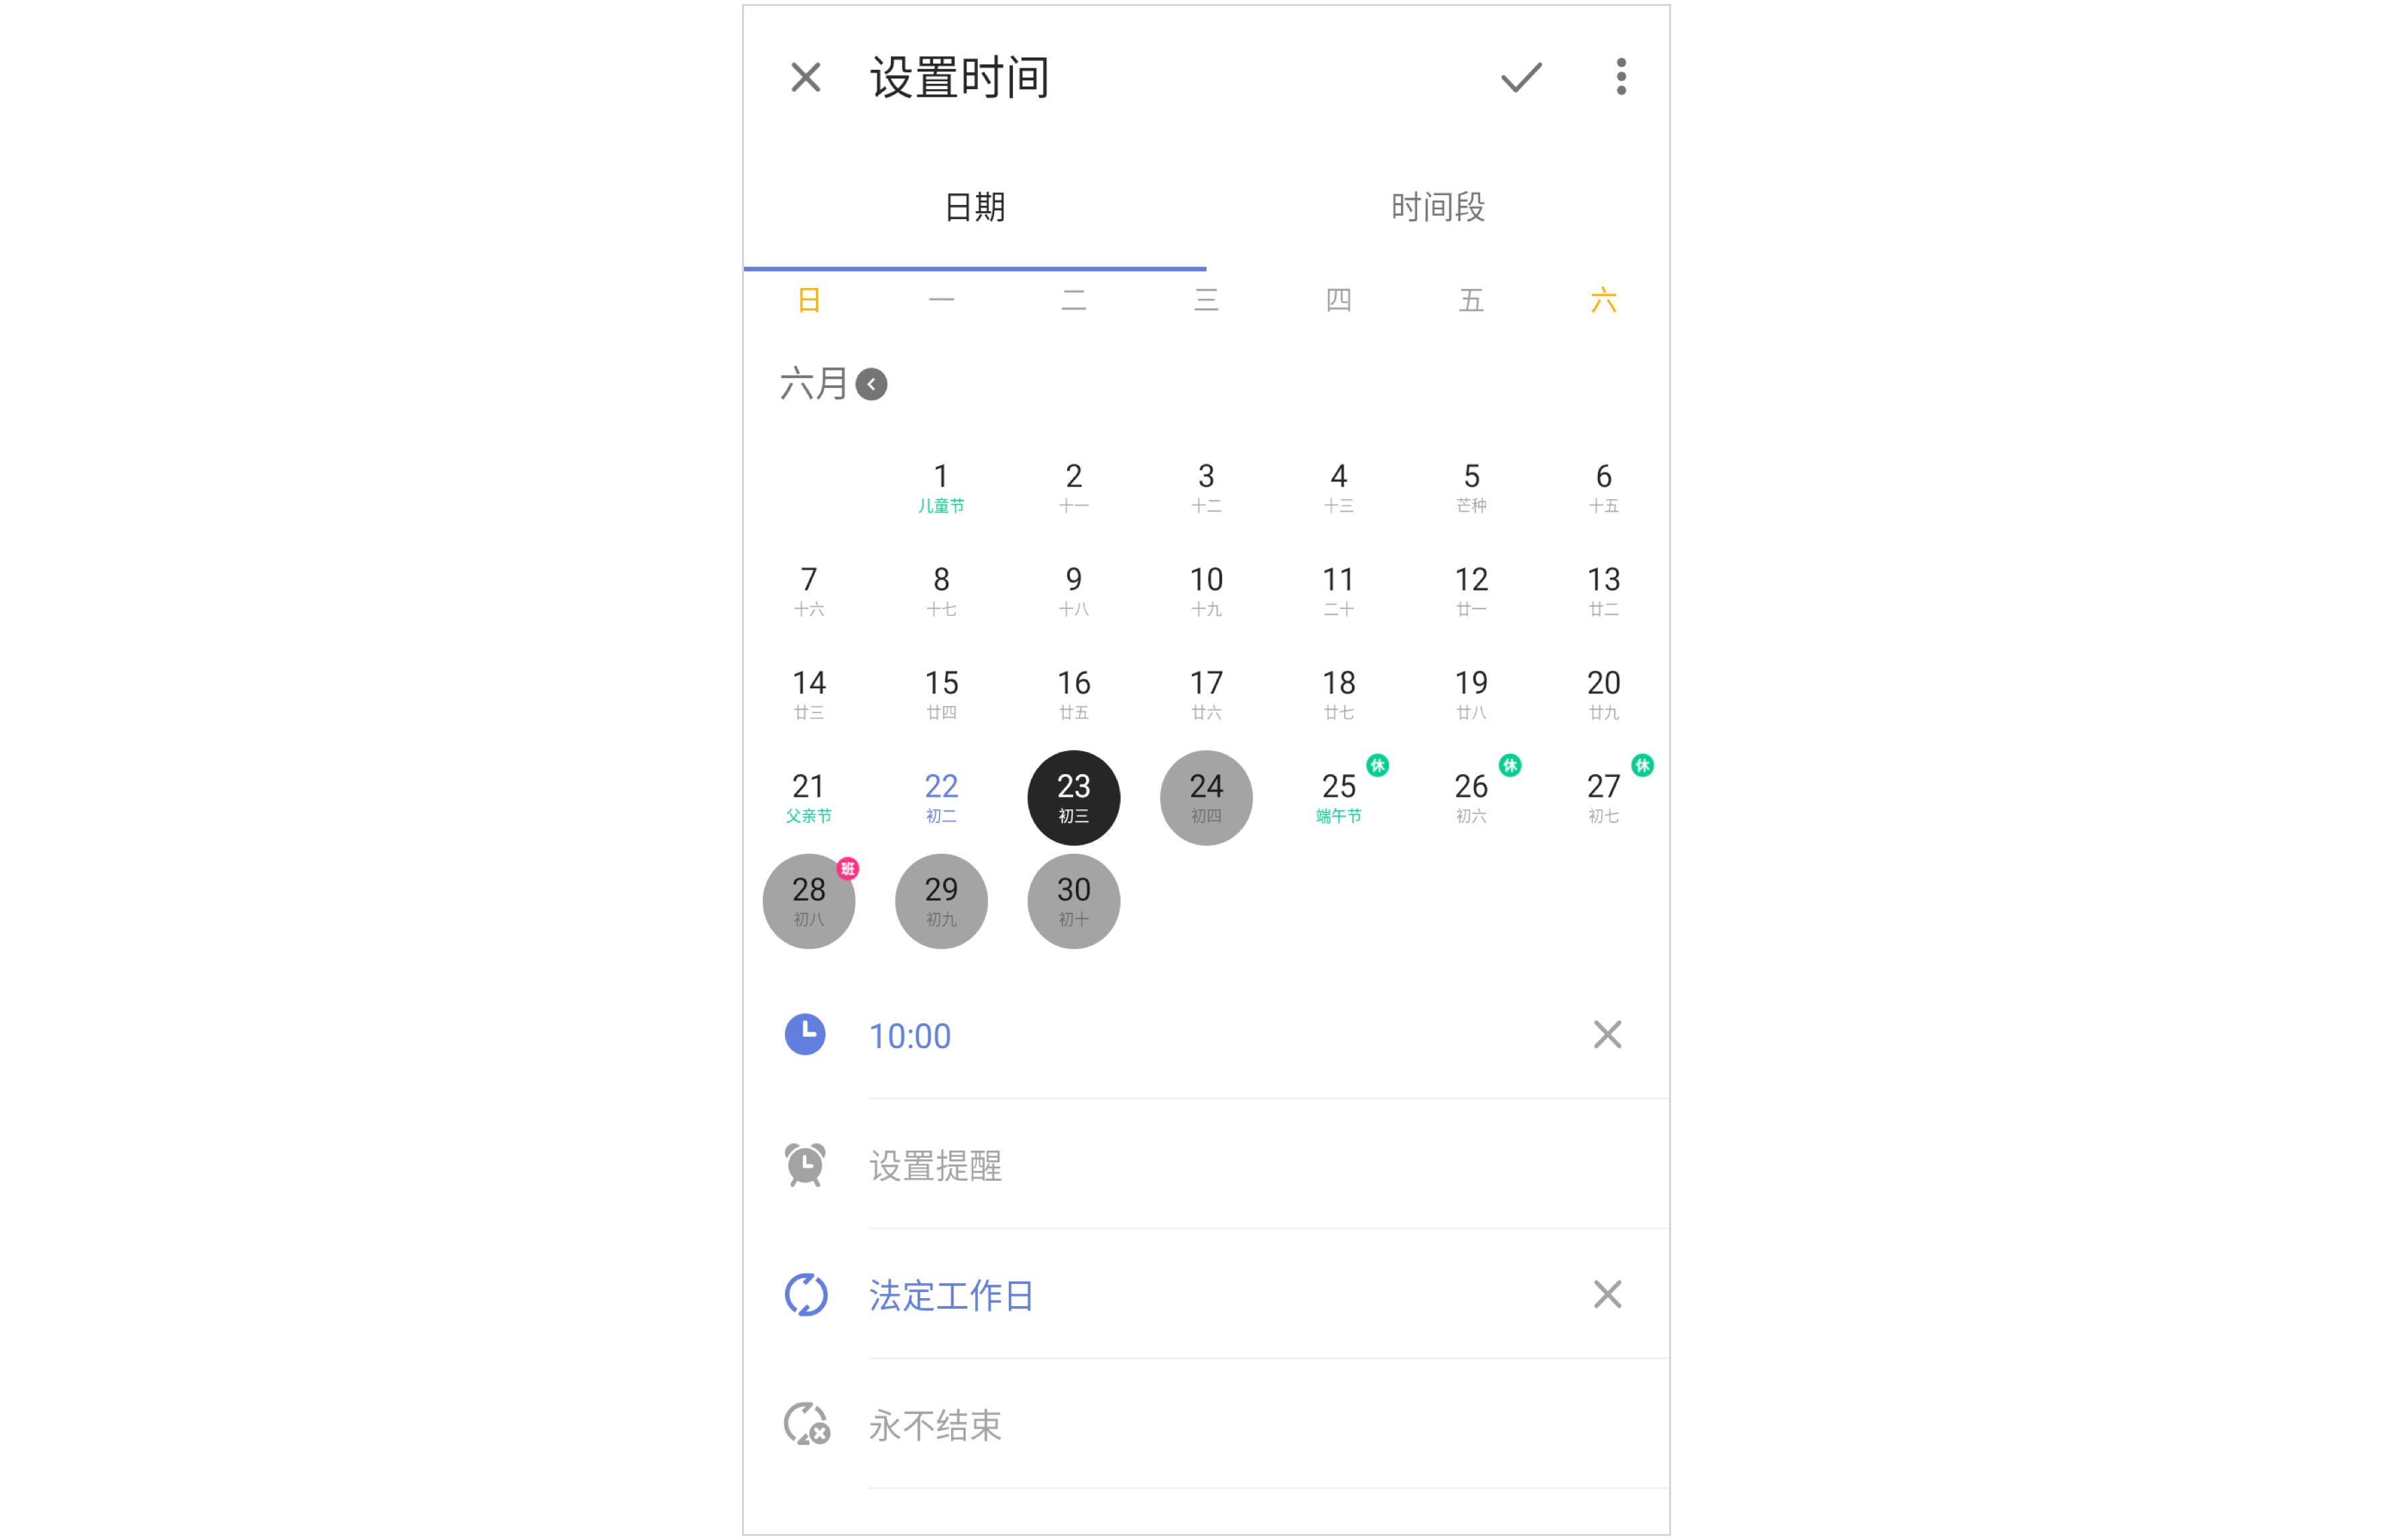 设置时间
日期 时间段
日 一 二 三 四 五 六
六月
1 2 3 4 5 6
儿童节 十一 十二 十三 芒种 十五
7 8 9 10 11 12 13
十六 十七 十八 十九 二十 廿一 廿二
14 15 16 17 18 19 20
廿三 廿四 廿五 廿六 廿七 廿八 廿九
休 休 休
21 22 23 24 25 26 27
父亲节 初二 初三 初四 端午节 初六 初七
班
28 29 30
初八 初九 初十
10:00
设置提醒
法定工作日
永不结束